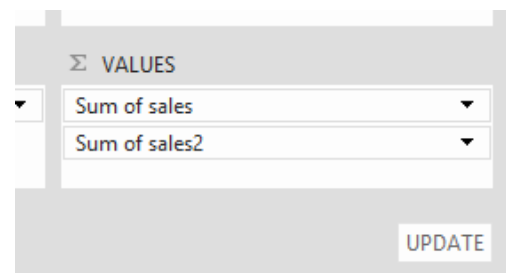 Σ VALUES
Sum of sales
Sum of sales2
UPDATE